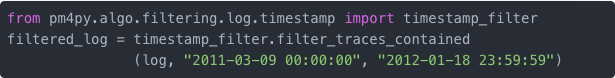 from pm4py.algo.filtering.log.timestamp import timestamp_filter
filtered_log = timestamp_filter.filter_traces_contained
(log, "2011-03-09 00:00:00", "2012-01-18 23:59:59")